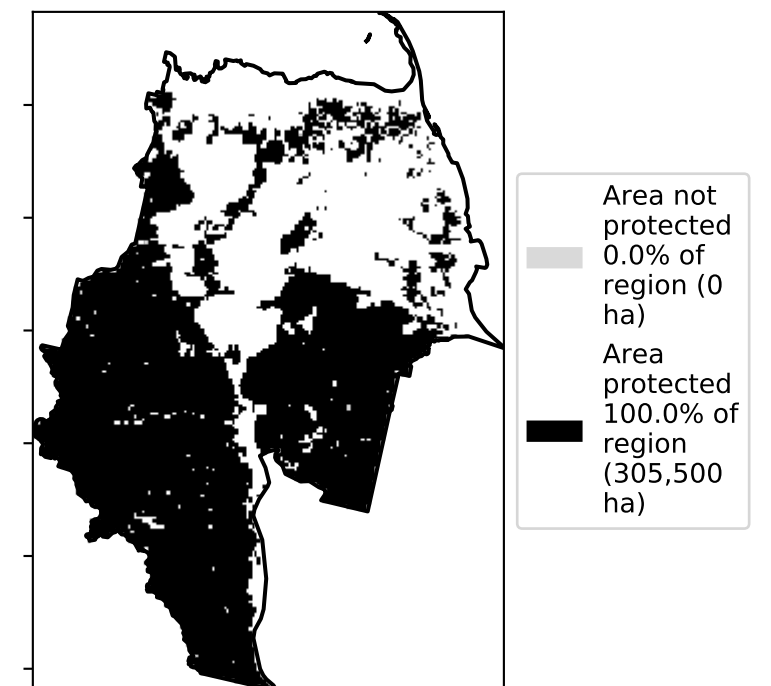 Area not
protected
0.0% of
region (0
ha)
Area
protected
100.0% of
region
(305,500
ha)